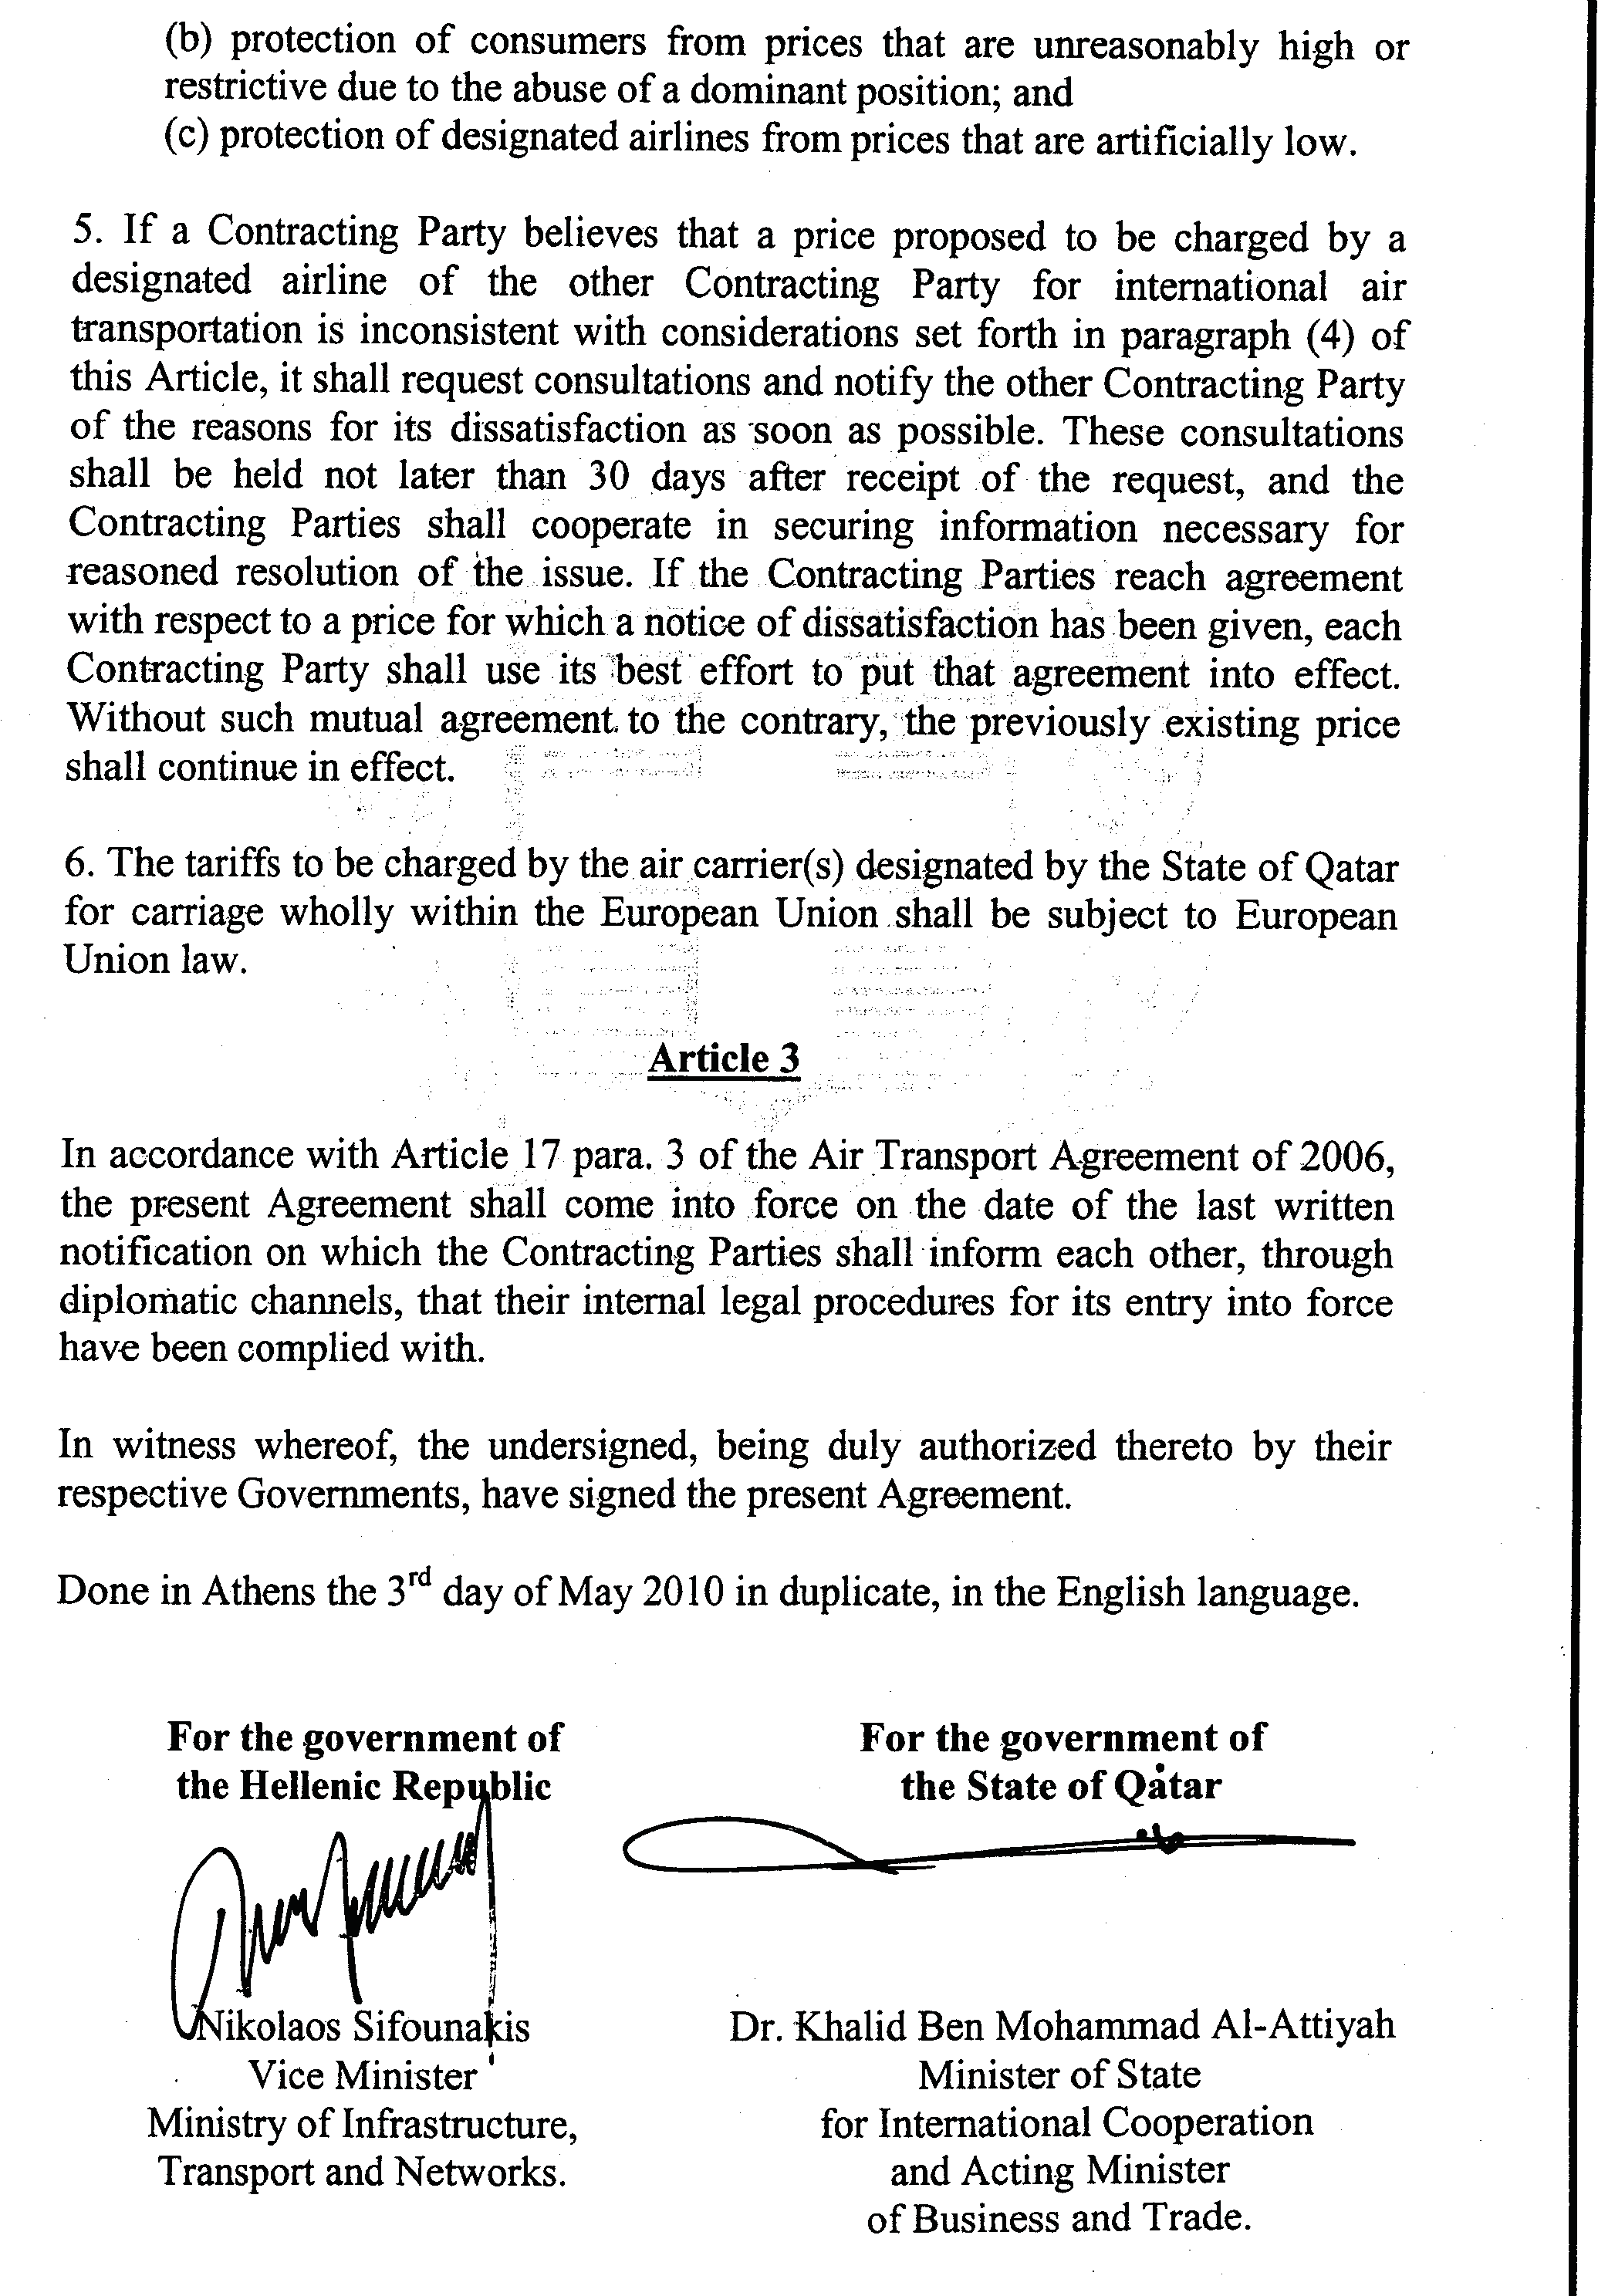 (b) protection of consumers from prices that are unreasonably high or
restrictive due to the abuse of a dominant position; and
(c) protection of designated airlines from prices that are artificially low.
5. If a Contracting Party believes that a price proposed to be charged by a
designated airline of the other Contracting Party for international air
transportation is inconsistent with considerations set forth in paragraph (4) of
this Article, it shall request consultations and notify the other Contracting Party
of the reasons for its dissatisfaction as soon as possible. These consultations
shall be held not later than 30 days after receipt of the request, and the
Contracting Parties shall cooperate in securing information necessary for
reasoned resolution of the issue. If the Contracting Parties reach agreement
with respect to a price for which a notice of dissatisfaction has been given, each
Contracting Party shall use its best effort to put that agreement into effect.
Without such mutual agreement to the contrary, the previously existing price
shall continue in effect.
6. The tariffs to be charged by the air carrier(s) designated by the State of Qatar
for carriage wholly within the European Union shall be subject to European
Union law.
Article 3
In accordance with Article 17 para. 3 of the Air Transport Agreement of 2006,
the present Agreement shall come into force on the date of the last written
notification on which the Contracting Parties shall inform each other, through
diplomatic channels, that their internal legal procedures for its entry into force
have been complied with.
In witness whereof, the undersigned, being duly authorized thereto by their
respective Governments, have signed the present Agreement.
Done in Athens the 3rd day of May 2010 in duplicate, in the English language.
For the government of
the Hellenic Republic
Nikolaos Sifounakis
Vice Minister
Ministry of Infrastructure,
Transport and Networks.
For the government of
the State of Qatar
Dr. Khalid Ben Mohammad Al-Attiyah
Minister of State
for International Cooperation
and Acting Minister
of Business and Trade.